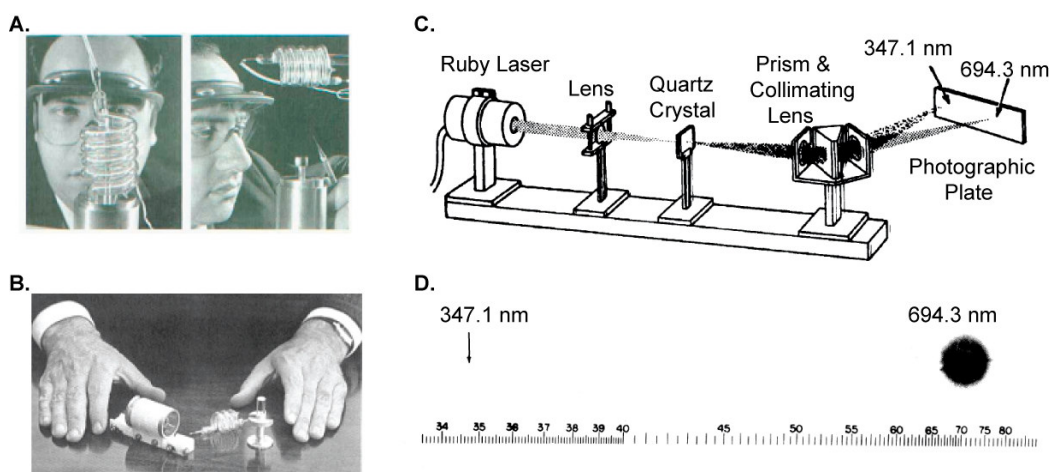 A.
B.
C.
Ruby Laser
Lens
Quartz
Crystal
Prism &
Collimating
Lens
347.1 nm
694.3 nm
Photographic
Plate
D.
347.1 nm
694.3 nm
34 35 36 37 38 39 40 45 50 55 60 65 70 75 80